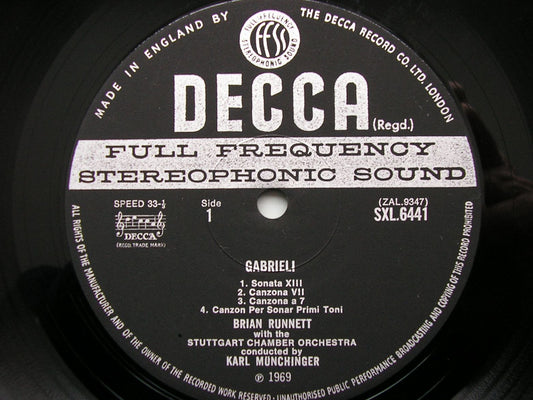 MADE IN ENGLAND BY THE DECCA RECORD CO. LTD. LONDON
FULL FREQUENCY
ffss
STEREOPHONIC SOUND
DECCA (Regd.)
FULL FREQUENCY
STEREOPHONIC SOUND
SPEED 33-⅓
Side
1
(ZAL.9347)
SXL.6441
DECCA
(REGD. TRADE MARK)
GABRIELI
1. Sonata XIII
2. Canzona VII
3. Canzona a 7
4. Canzon Per Sonar Primi Toni
BRIAN RUNNETT
with the
STUTTGART CHAMBER ORCHESTRA
conducted by
KARL MUNCHINGER
℗ 1969
ALL RIGHTS OF THE MANUFACTURER AND OF THE OWNER OF THE RECORDED WORK RESERVED · UNAUTHORISED PUBLIC PERFORMANCE BROADCASTING AND COPYING OF THIS RECORD PROHIBITED